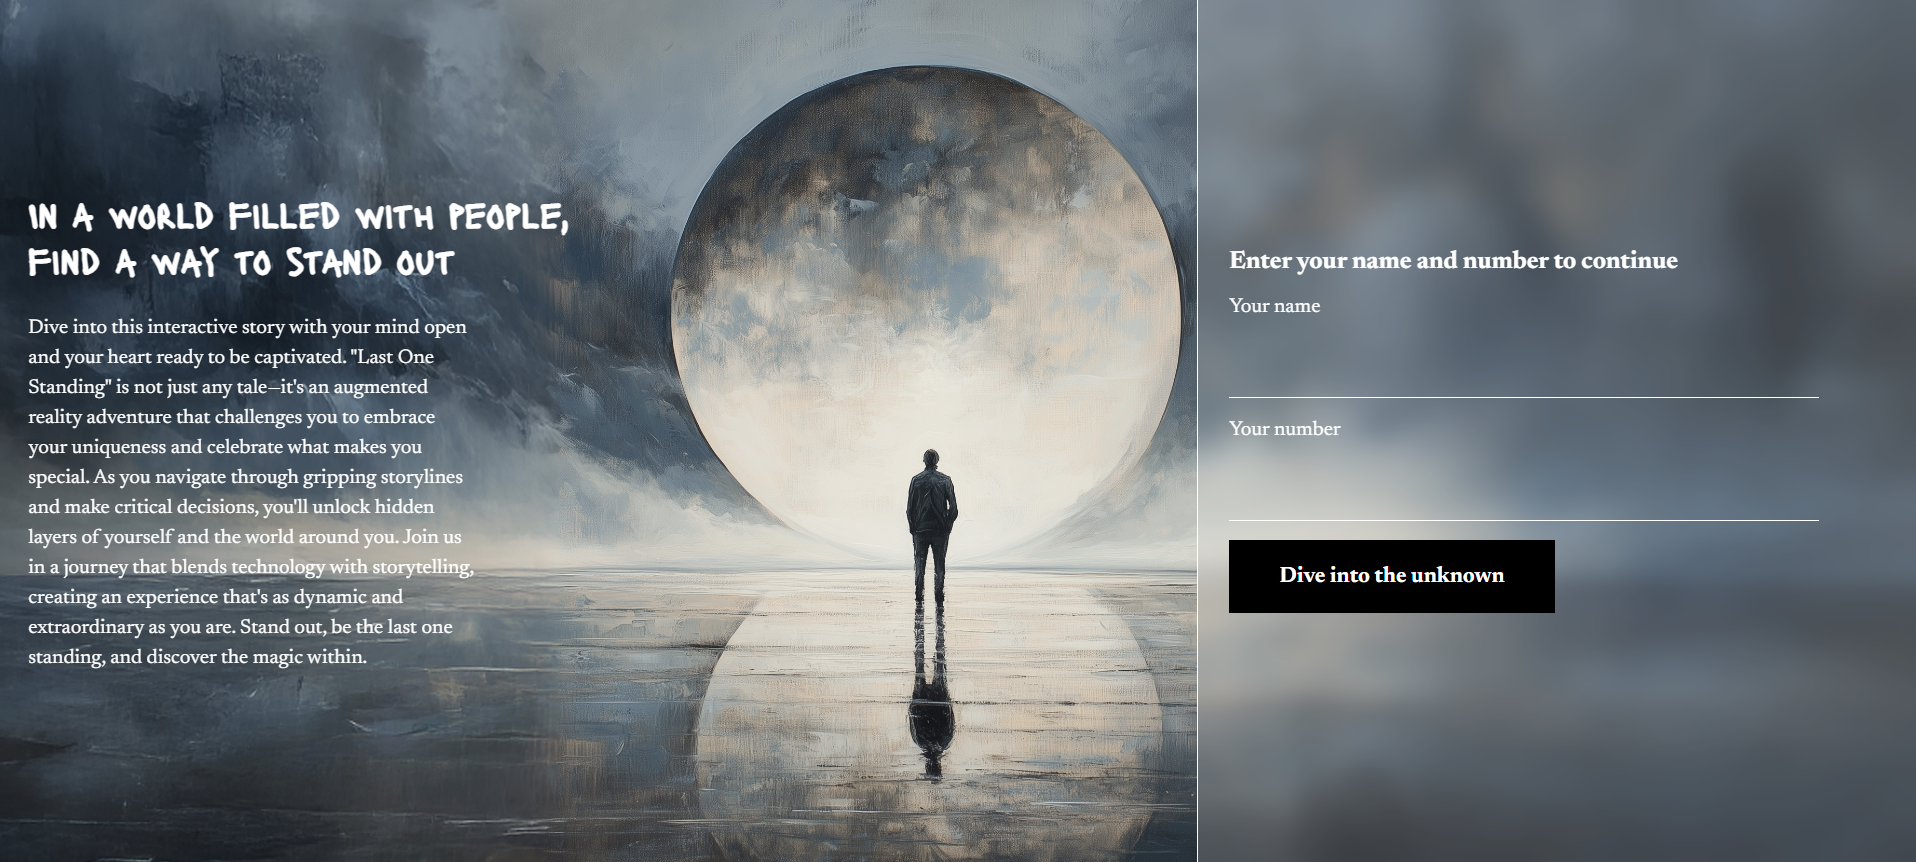 IN A WORLD FILLED WITH PEOPLE,
FIND A WAY TO STAND OUT
Dive into this interactive story with your mind open
and your heart ready to be captivated. "Last One
Standing" is not just any tale—it's an augmented
reality adventure that challenges you to embrace
your uniqueness and celebrate what makes you
special. As you navigate through gripping storylines
and make critical decisions, you'll unlock hidden
layers of yourself and the world around you. Join us
in a journey that blends technology with storytelling,
creating an experience that's as dynamic and
extraordinary as you are. Stand out, be the last one
standing, and discover the magic within.
Enter your name and number to continue
Your name
Your number
Dive into the unknown